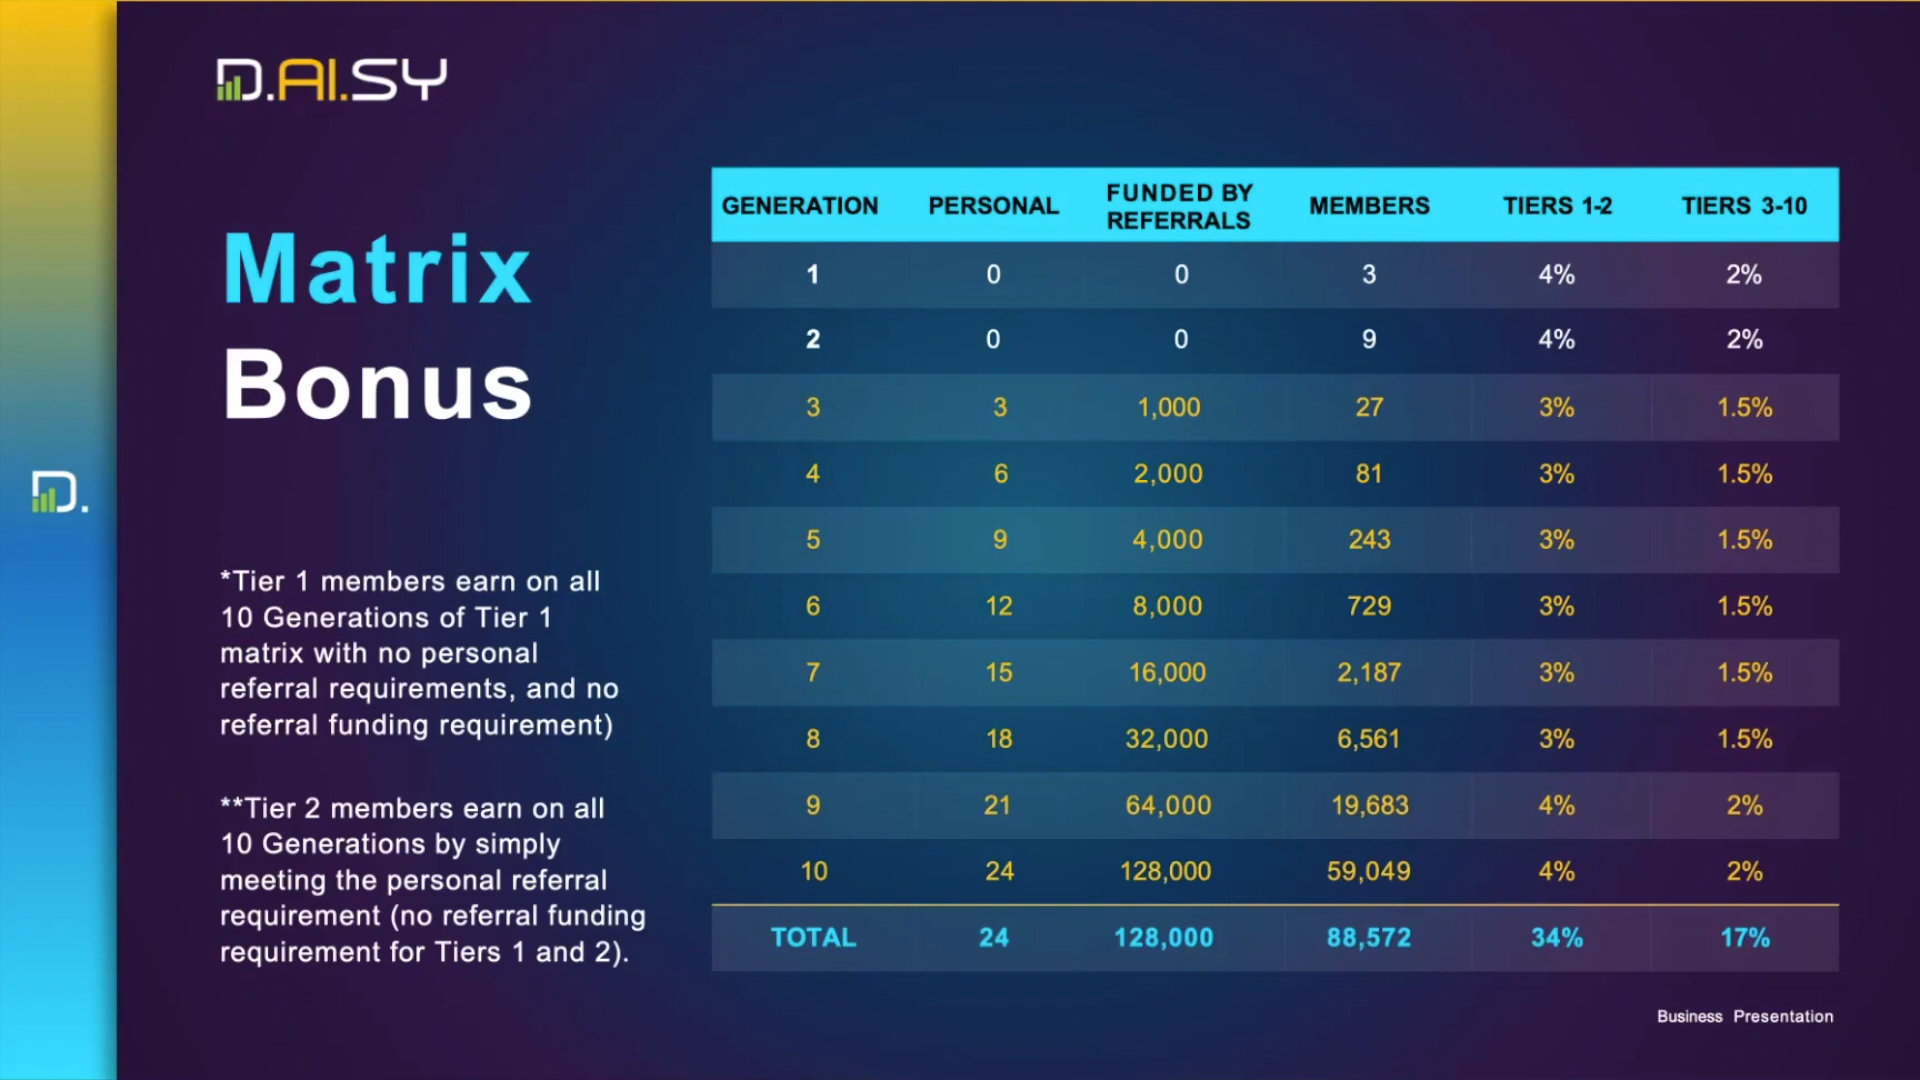 D.AI.SY
Matrix
Bonus
D.
*Tier 1 members earn on all
10 Generations of Tier 1
matrix with no personal
referral requirements, and no
referral funding requirement)
**Tier 2 members earn on all
10 Generations by simply
meeting the personal referral
requirement (no referral funding
requirement for Tiers 1 and 2).
GENERATION PERSONAL FUNDED BY REFERRALS MEMBERS TIERS 1-2 TIERS 3-10
1 0 0 3 4% 2%
2 0 0 9 4% 2%
3 3 1,000 27 3% 1.5%
4 6 2,000 81 3% 1.5%
5 9 4,000 243 3% 1.5%
6 12 8,000 729 3% 1.5%
7 15 16,000 2,187 3% 1.5%
8 18 32,000 6,561 3% 1.5%
9 21 64,000 19,683 4% 2%
10 24 128,000 59,049 4% 2%
TOTAL 24 128,000 88,572 34% 17%
Business Presentation